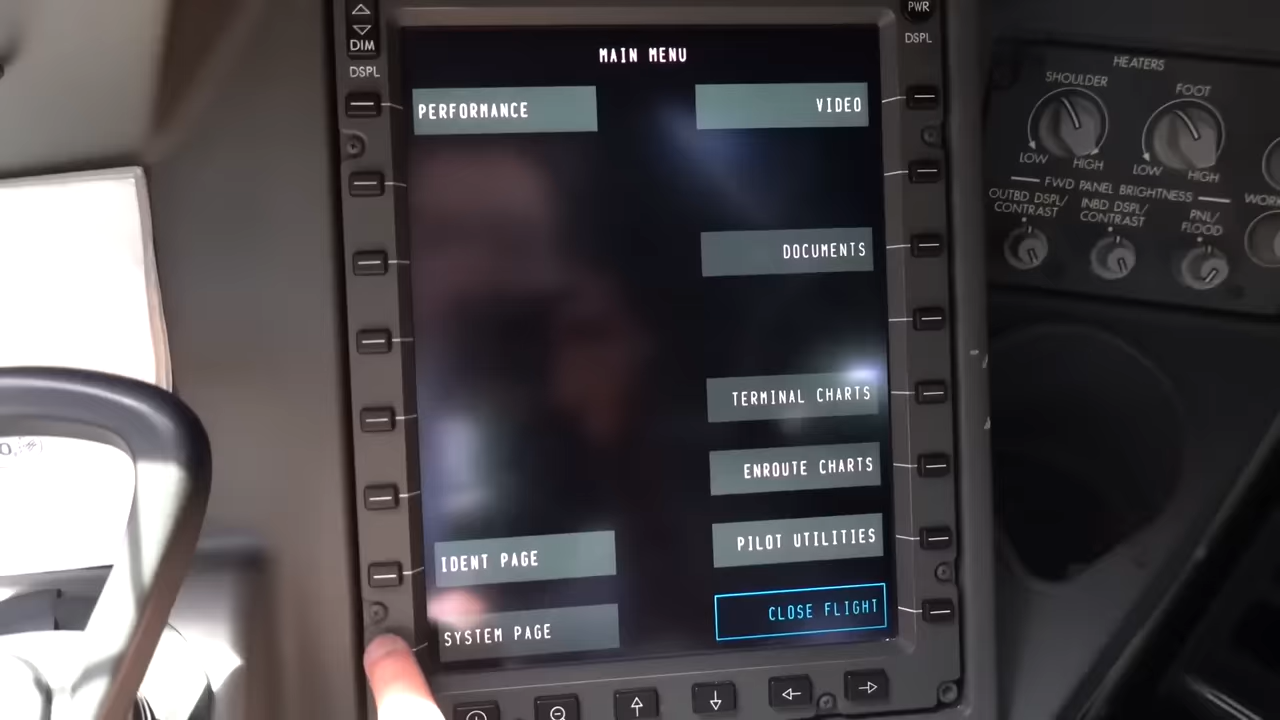 DIM
DSPL
PWR
DSPL
MAIN MENU
PERFORMANCE
VIDEO
DOCUMENTS
TERMINAL CHARTS
ENROUTE CHARTS
PILOT UTILITIES
IDENT PAGE
CLOSE FLIGHT
SYSTEM PAGE
HEATERS
SHOULDER
FOOT
LOW
HIGH
LOW
HIGH
FWD PANEL BRIGHTNESS
OUTBD DSPL/
CONTRAST
INBD DSPL/
CONTRAST
PNL/
FLOOD